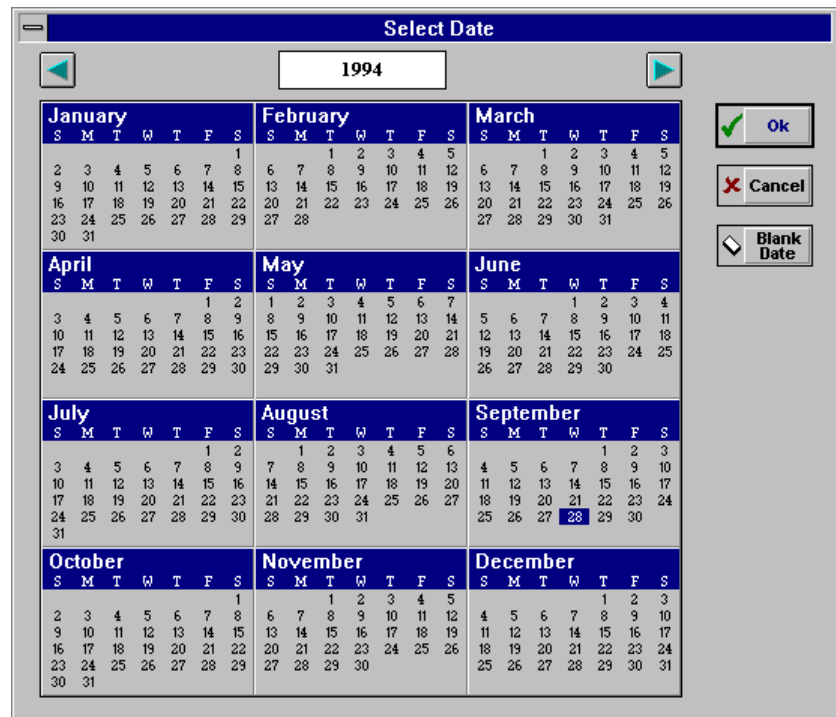 Select Date
1994
January February March
S M T W T F S S M T W T F S S M T W T F S
1 1 2 3 4 5 1 2 3 4 5
2 3 4 5 6 7 8 6 7 8 9 10 11 12 6 7 8 9 10 11 12
9 10 11 12 13 14 15 13 14 15 16 17 18 19 13 14 15 16 17 18 19
16 17 18 19 20 21 22 20 21 22 23 24 25 26 20 21 22 23 24 25 26
23 24 25 26 27 28 29 27 28 27 28 29 30 31
30 31
April May June
S M T W T F S S M T W T F S S M T W T F S
1 2 1 2 3 4 5 6 7 1 2 3 4
3 4 5 6 7 8 9 8 9 10 11 12 13 14 5 6 7 8 9 10 11
10 11 12 13 14 15 16 15 16 17 18 19 20 21 12 13 14 15 16 17 18
17 18 19 20 21 22 23 22 23 24 25 26 27 28 19 20 21 22 23 24 25
24 25 26 27 28 29 30 29 30 31 26 27 28 29 30
July August September
S M T W T F S S M T W T F S S M T W T F S
1 2 1 2 3 4 5 6 1 2 3
3 4 5 6 7 8 9 7 8 9 10 11 12 13 4 5 6 7 8 9 10
10 11 12 13 14 15 16 14 15 16 17 18 19 20 11 12 13 14 15 16 17
17 18 19 20 21 22 23 21 22 23 24 25 26 27 18 19 20 21 22 23 24
24 25 26 27 28 29 30 28 29 30 31 25 26 27 28 29 30
31
October November December
S M T W T F S S M T W T F S S M T W T F S
1 1 2 3 4 5 1 2 3
2 3 4 5 6 7 8 6 7 8 9 10 11 12 4 5 6 7 8 9 10
9 10 11 12 13 14 15 13 14 15 16 17 18 19 11 12 13 14 15 16 17
16 17 18 19 20 21 22 20 21 22 23 24 25 26 18 19 20 21 22 23 24
23 24 25 26 27 28 29 27 28 29 30 25 26 27 28 29 30 31
30 31
Ok
Cancel
Blank
Date